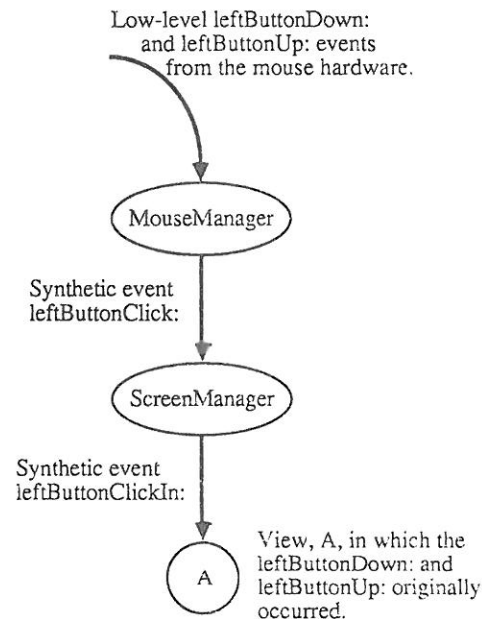 Low-level leftButtonDown:
and leftButtonUp: events
from the mouse hardware.
MouseManager
Synthetic event
leftButtonClick:
ScreenManager
Synthetic event
leftButtonClickIn:
View, A, in which the
leftButtonDown: and
leftButtonUp: originally
occurred.
A